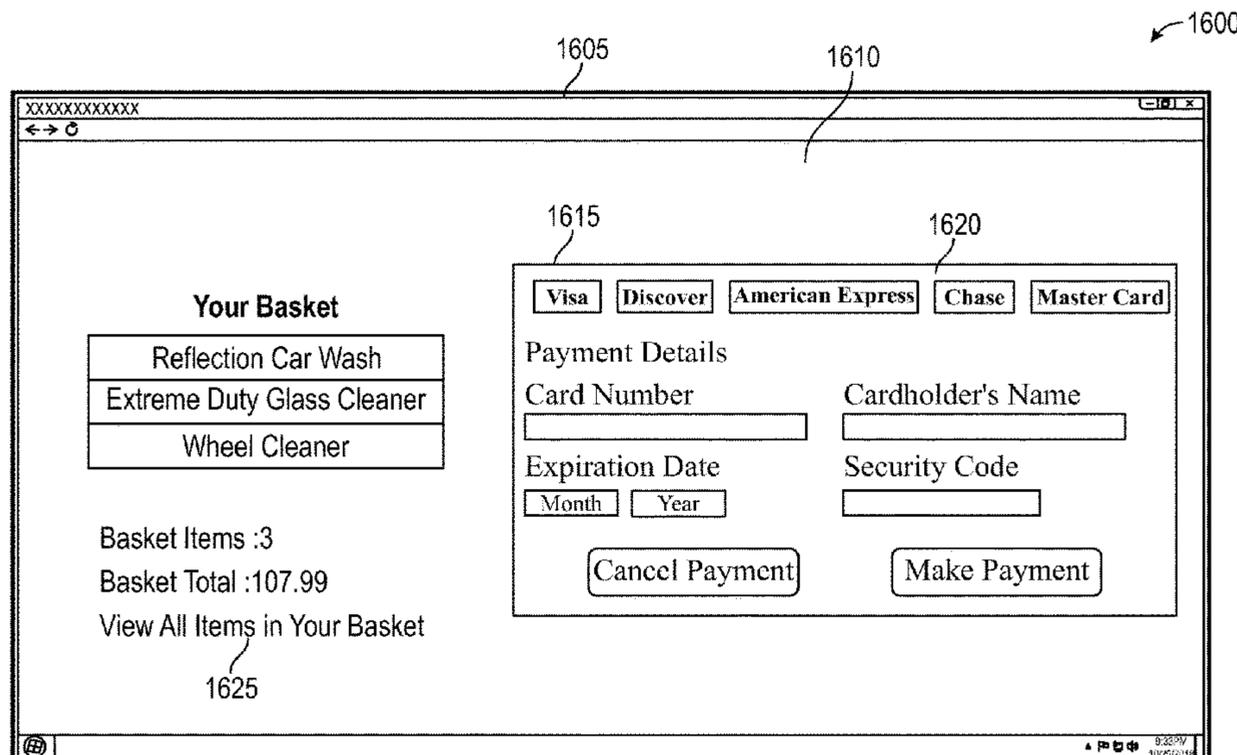 1600
1605
1610
XXXXXXXXXXXX
1615
1620
Your Basket
Reflection Car Wash
Extreme Duty Glass Cleaner
Wheel Cleaner
Basket Items :3
Basket Total :107.99
View All Items in Your Basket
1625
Visa Discover American Express Chase Master Card
Payment Details
Card Number Cardholder's Name
Expiration Date Security Code
Month Year
Cancel Payment Make Payment
9:33PM